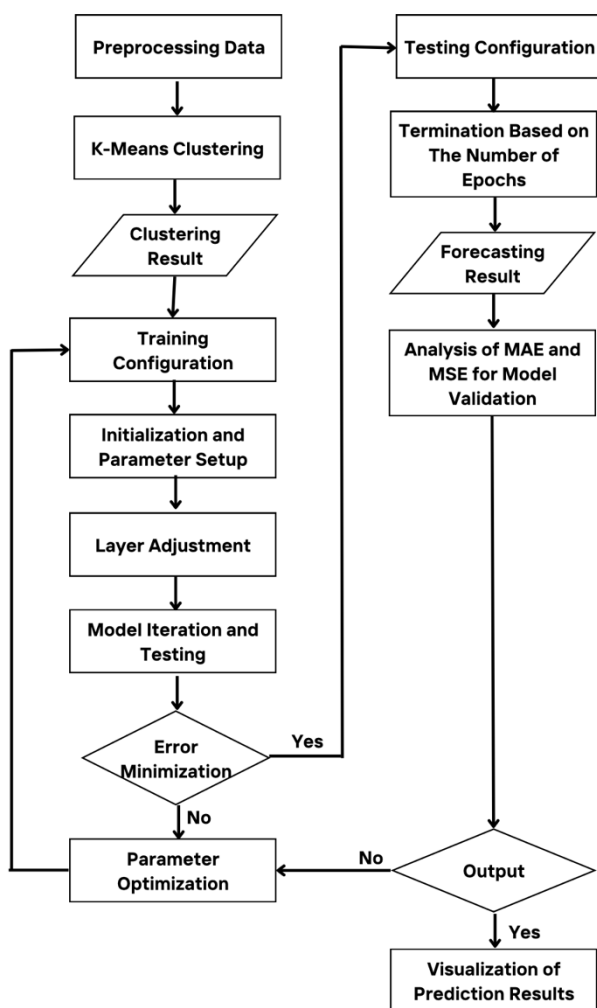 Preprocessing Data
K-Means Clustering
Clustering
Result
Training
Configuration
Initialization and
Parameter Setup
Layer Adjustment
Model Iteration and
Testing
Error
Minimization
Yes
No
Parameter
Optimization
Testing Configuration
Termination Based on
The Number of
Epochs
Forecasting
Result
Analysis of MAE and
MSE for Model
Validation
Output
No
Yes
Visualization of
Prediction Results